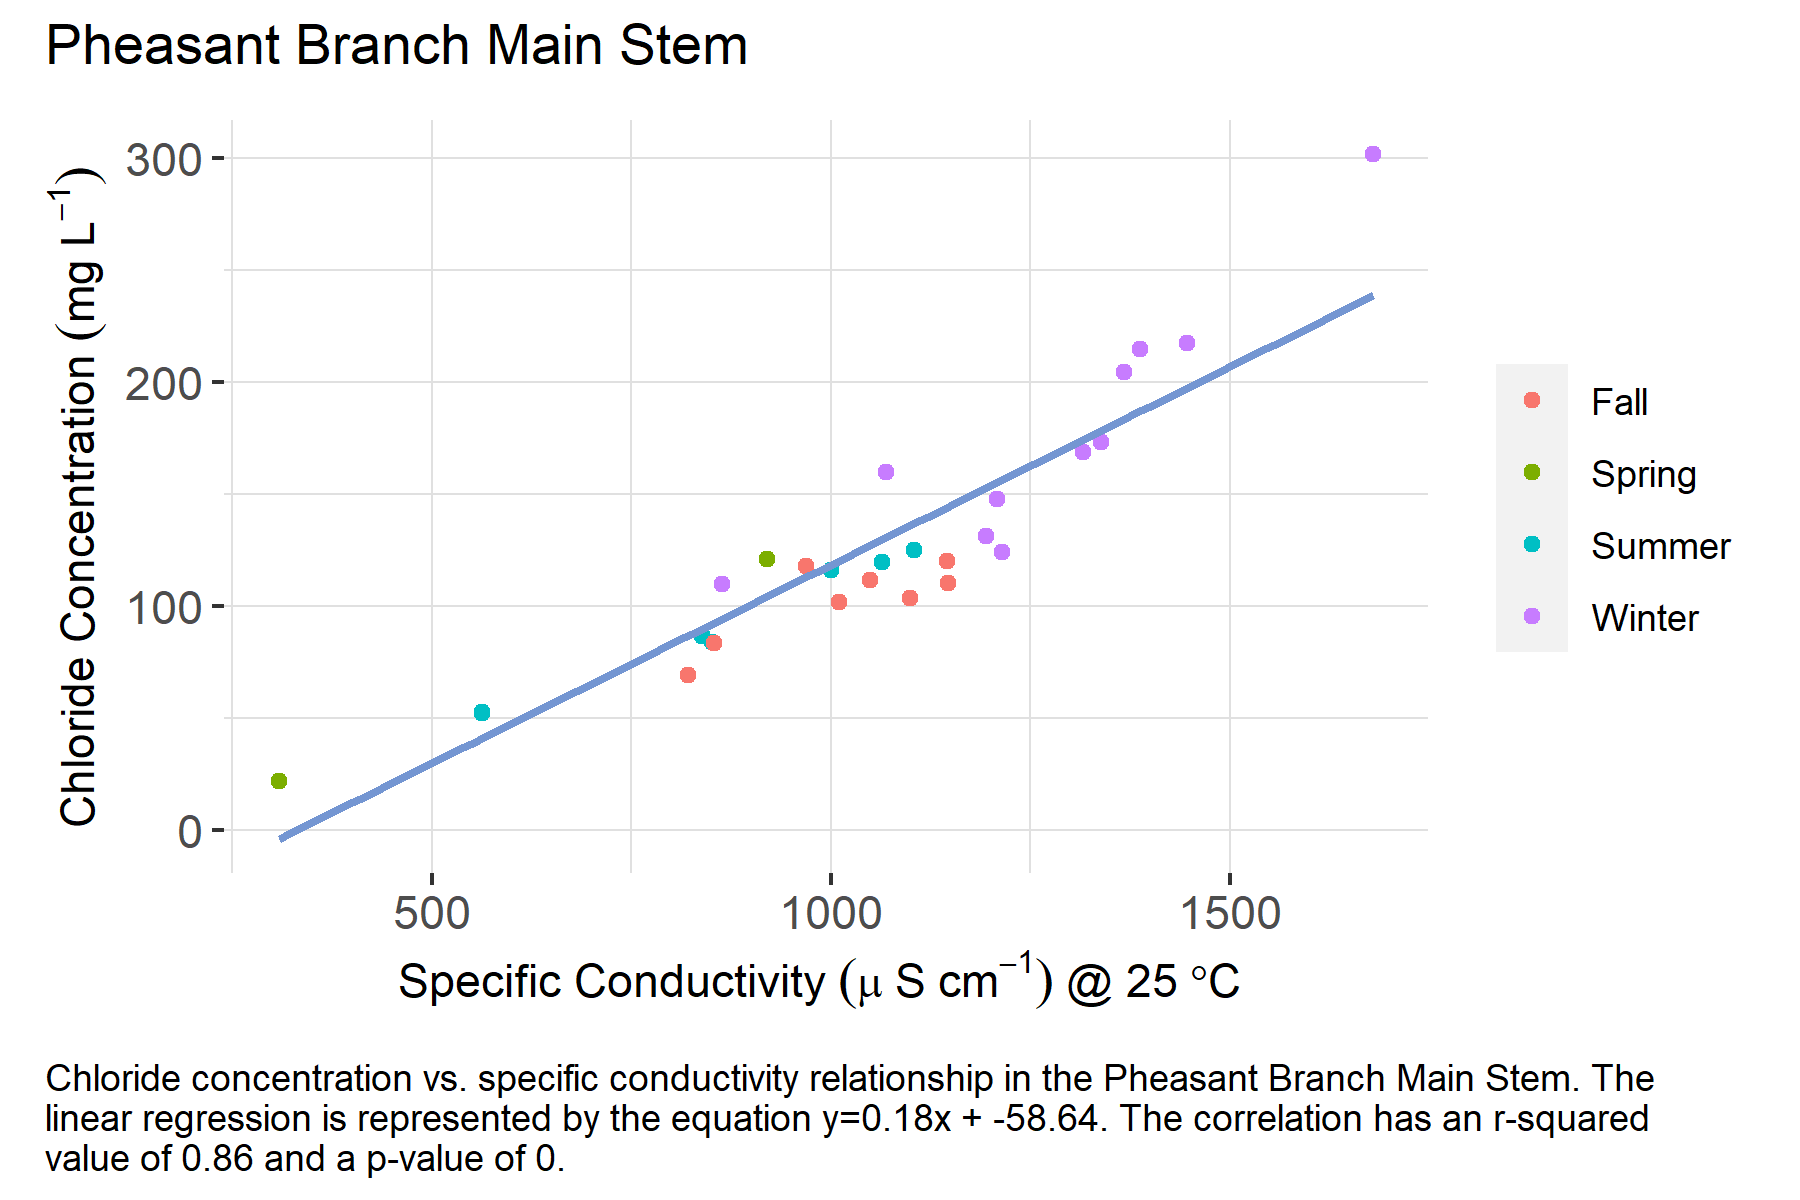 Pheasant Branch Main Stem
Chloride Concentration (mg L−1)
300
200
100
0
500 1000 1500
Specific Conductivity (μ S cm−1) @ 25 °C
Fall
Spring
Summer
Winter
Chloride concentration vs. specific conductivity relationship in the Pheasant Branch Main Stem. The
linear regression is represented by the equation y=0.18x + -58.64. The correlation has an r-squared
value of 0.86 and a p-value of 0.